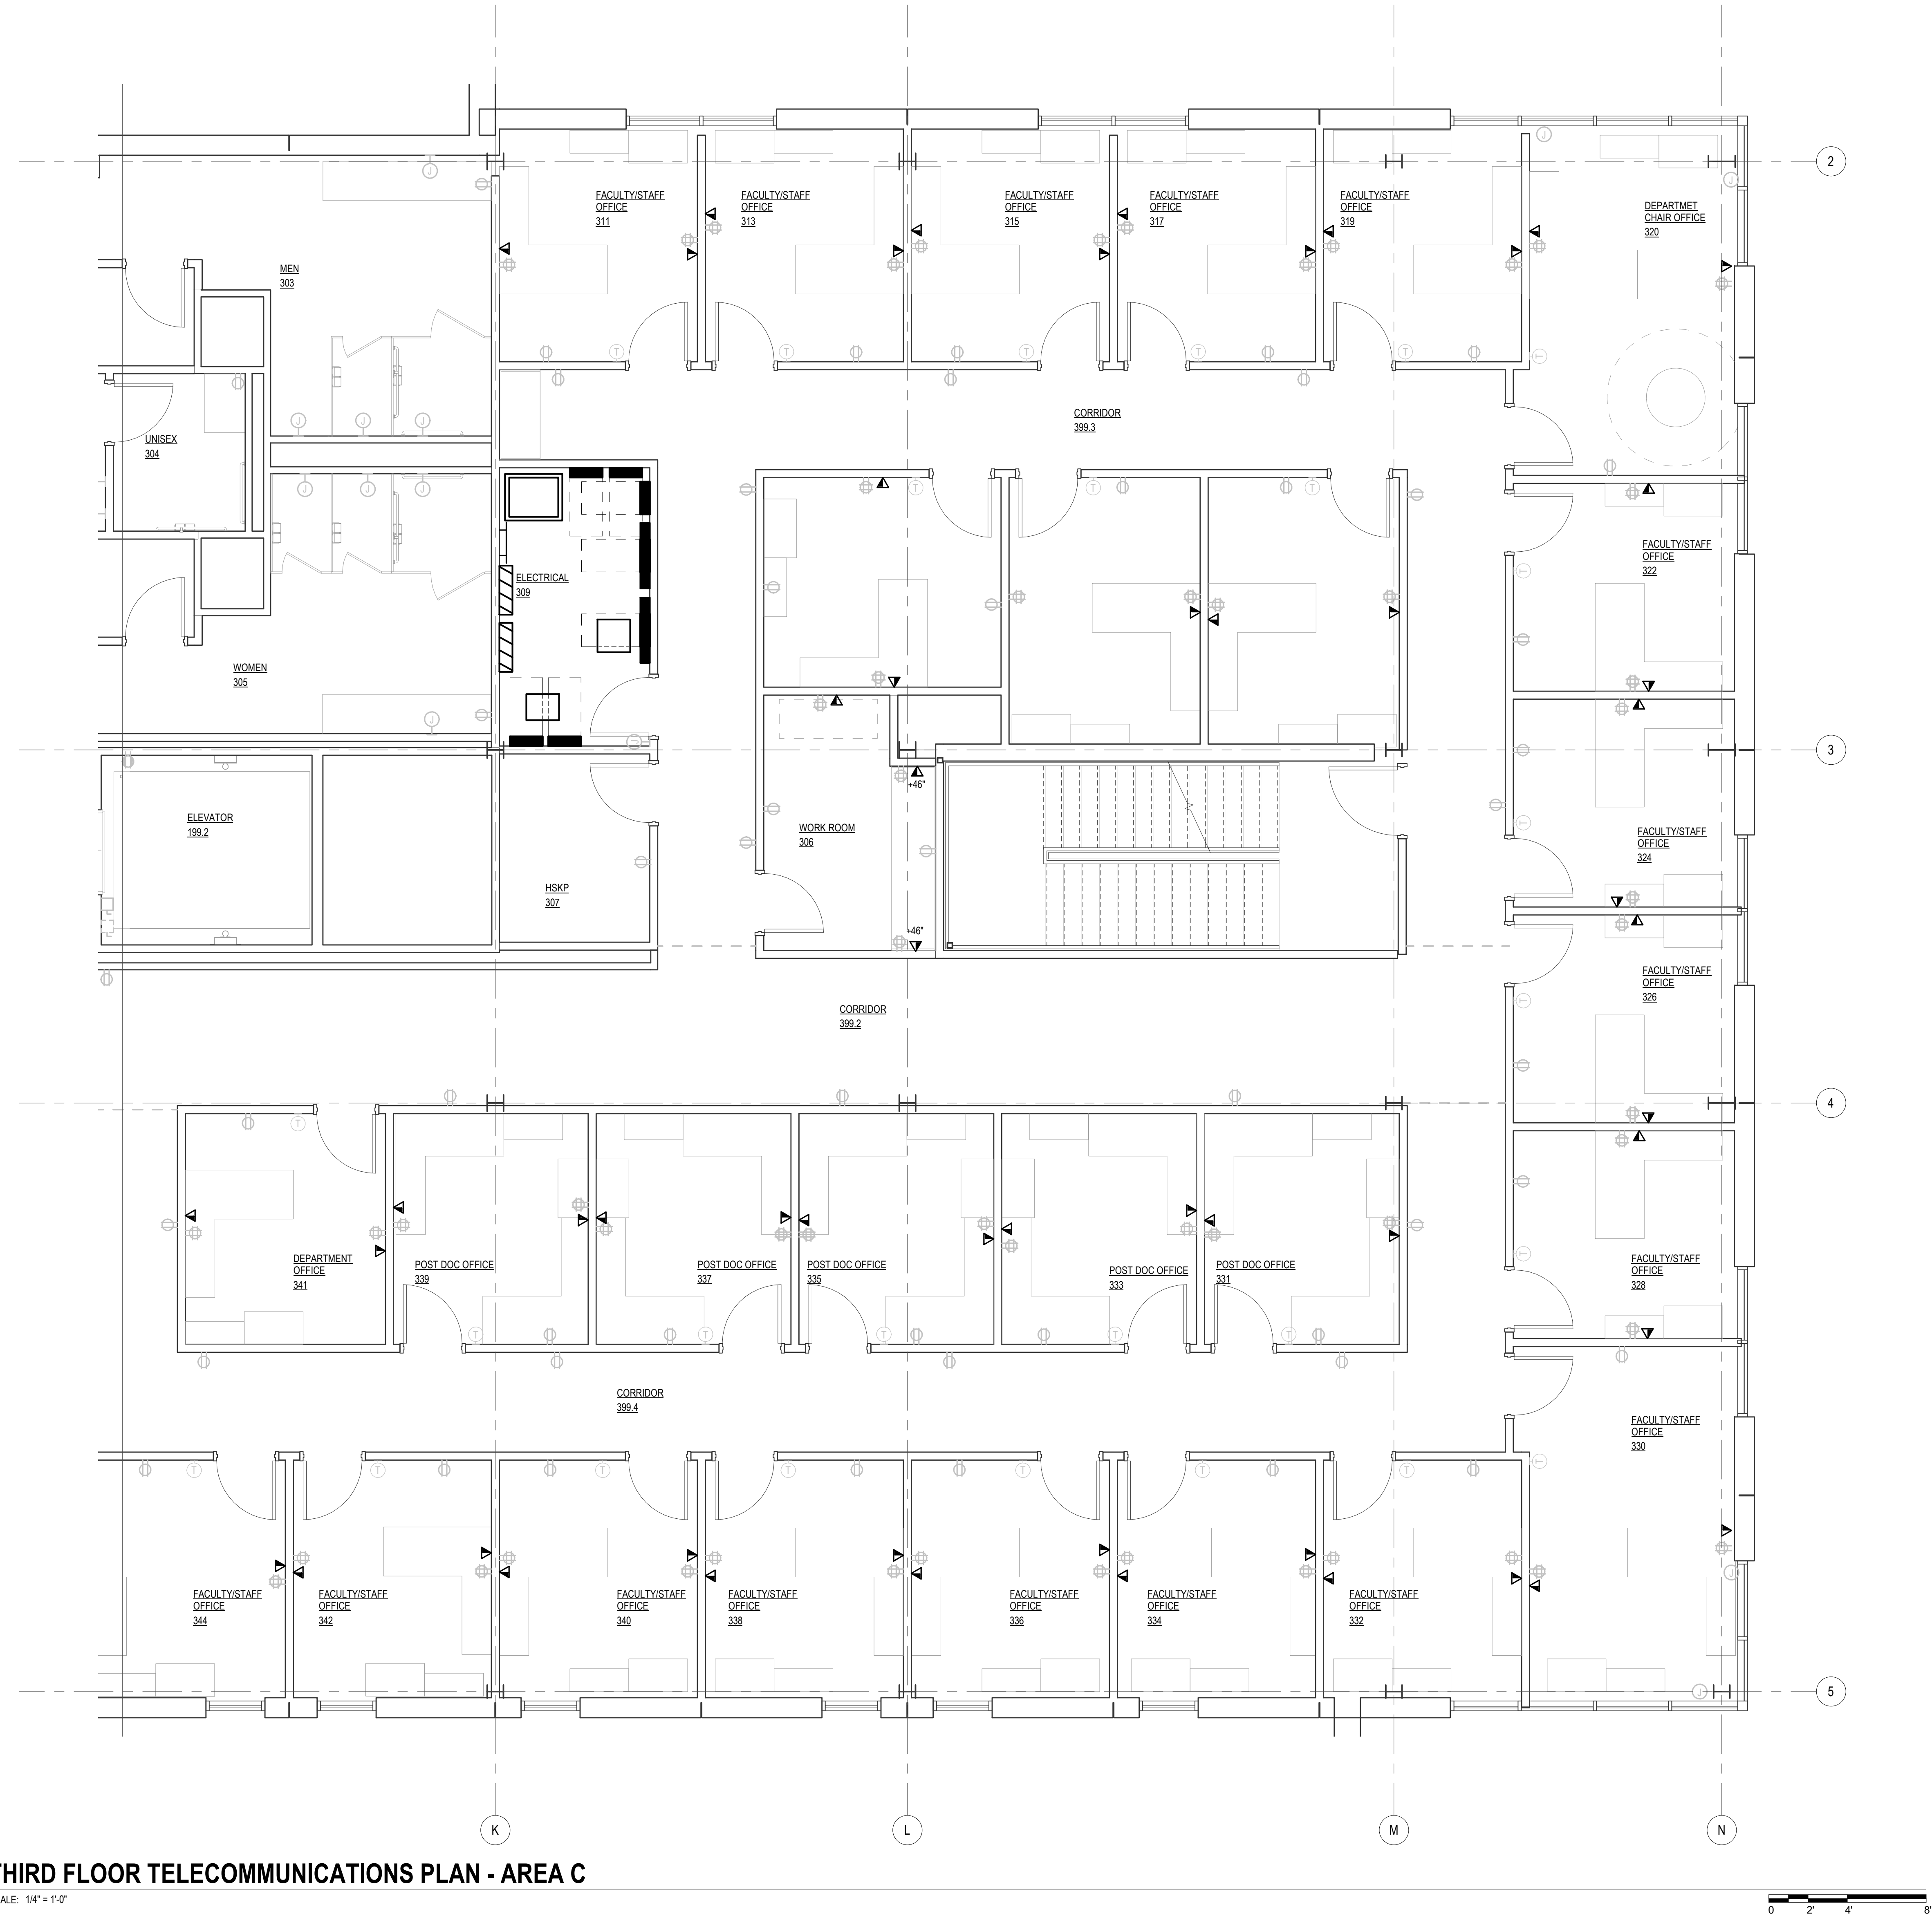 2
FACULTY/STAFF
OFFICE
311
FACULTY/STAFF
OFFICE
313
FACULTY/STAFF
OFFICE
315
FACULTY/STAFF
OFFICE
317
FACULTY/STAFF
OFFICE
319
DEPARTMET
CHAIR OFFICE
320
MEN
303
CORRIDOR
399.3
UNISEX
304
ELECTRICAL
309
FACULTY/STAFF
OFFICE
322
WOMEN
305
3
+46"
ELEVATOR
199.2
WORK ROOM
306
FACULTY/STAFF
OFFICE
324
HSKP
307
+46"
FACULTY/STAFF
OFFICE
326
CORRIDOR
399.2
4
DEPARTMENT
OFFICE
341
POST DOC OFFICE
339
POST DOC OFFICE
337
POST DOC OFFICE
335
POST DOC OFFICE
333
POST DOC OFFICE
331
FACULTY/STAFF
OFFICE
328
CORRIDOR
399.4
FACULTY/STAFF
OFFICE
330
FACULTY/STAFF
OFFICE
344
FACULTY/STAFF
OFFICE
342
FACULTY/STAFF
OFFICE
340
FACULTY/STAFF
OFFICE
338
FACULTY/STAFF
OFFICE
336
FACULTY/STAFF
OFFICE
334
FACULTY/STAFF
OFFICE
332
5
K L M N
THIRD FLOOR TELECOMMUNICATIONS PLAN - AREA C
ALE: 1/4" = 1'-0"
0 2' 4' 8'